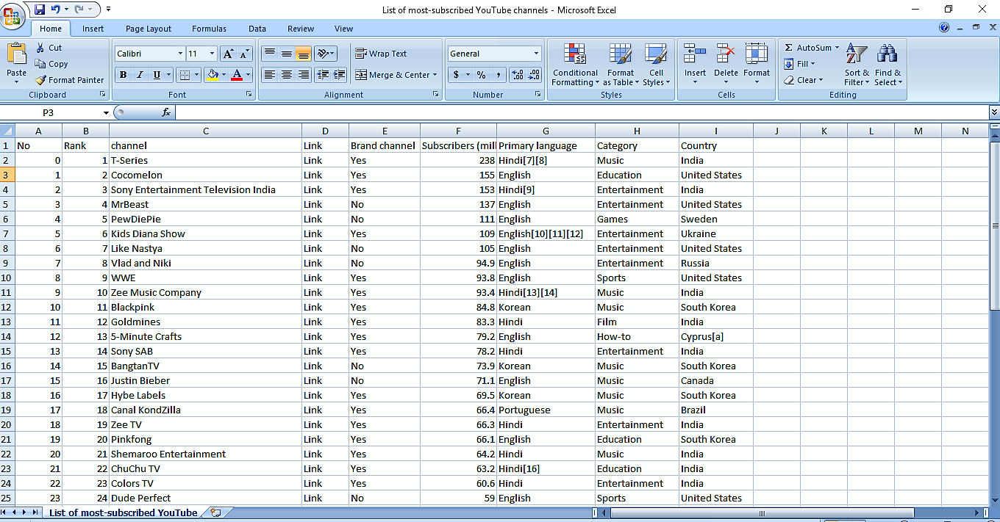 List of most-subscribed YouTube channels - Microsoft Excel
Home Insert Page Layout Formulas Data Review View
Paste
Cut
Copy
Format Painter
Clipboard
Calibri 11
A A
B I U A
Font
Wrap Text
Merge & Center
Alignment
General
$ % , .00 .00
Number
Conditional Formatting
Format as Table
Cell Styles
Styles
Insert Delete Format
Cells
Σ AutoSum
Fill
Clear
Sort & Filter
Find & Select
Editing
P3 fx
A B C D E F G H I J K L M N
1 No Rank channel Link Brand channel Subscribers (mill Primary language Category Country
2 0 1 T-Series Link Yes 238 Hindi[7][8] Music India
3 1 2 Cocomelon Link Yes 155 English Education United States
4 2 3 Sony Entertainment Television India Link Yes 153 Hindi[9] Entertainment India
5 3 4 MrBeast Link No 137 English Entertainment United States
6 4 5 PewDiePie Link No 111 English Games Sweden
7 5 6 Kids Diana Show Link Yes 109 English[10][11][12] Entertainment Ukraine
8 6 7 Like Nastya Link No 105 English Entertainment United States
9 7 8 Vlad and Niki Link No 94.9 English Entertainment Russia
10 8 9 WWE Link Yes 93.8 English Sports United States
11 9 10 Zee Music Company Link Yes 93.4 Hindi[13][14] Music India
12 10 11 Blackpink Link Yes 84.8 Korean Music South Korea
13 11 12 Goldmines Link Yes 83.3 Hindi Film India
14 12 13 5-Minute Crafts Link Yes 79.2 English How-to Cyprus[a]
15 13 14 Sony SAB Link Yes 78.2 Hindi Entertainment India
16 14 15 BangtanTV Link No 73.9 Korean Music South Korea
17 15 16 Justin Bieber Link No 71.1 English Music Canada
18 16 17 Hybe Labels Link Yes 69.5 Korean Music South Korea
19 17 18 Canal KondZilla Link Yes 66.4 Portuguese Music Brazil
20 18 19 Zee TV Link Yes 66.3 Hindi Entertainment India
21 19 20 Pinkfong Link Yes 66.1 English Education South Korea
22 20 21 Shemaroo Entertainment Link Yes 64.2 Hindi Music India
23 21 22 ChuChu TV Link Yes 63.2 Hindi[16] Education India
24 22 23 Colors TV Link Yes 60.6 Hindi Entertainment India
25 23 24 Dude Perfect Link No 59 English Sports United States
List of most-subscribed YouTube